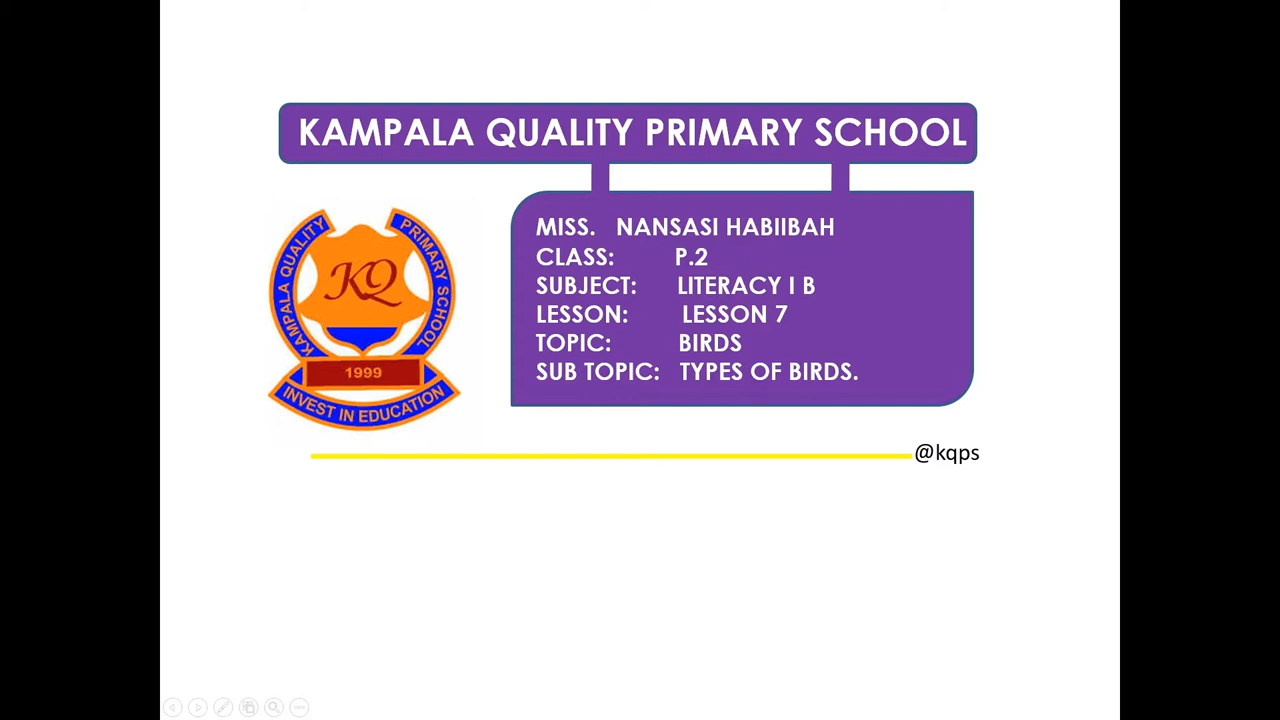 KAMPALA QUALITY PRIMARY SCHOOL
KAMPALA QUALITY
PRIMARY SCHOOL
KQ
1999
INVEST IN EDUCATION
MISS. NANSASI HABIIBAH
CLASS: P.2
SUBJECT: LITERACY I B
LESSON: LESSON 7
TOPIC: BIRDS
SUB TOPIC: TYPES OF BIRDS.
@kqps